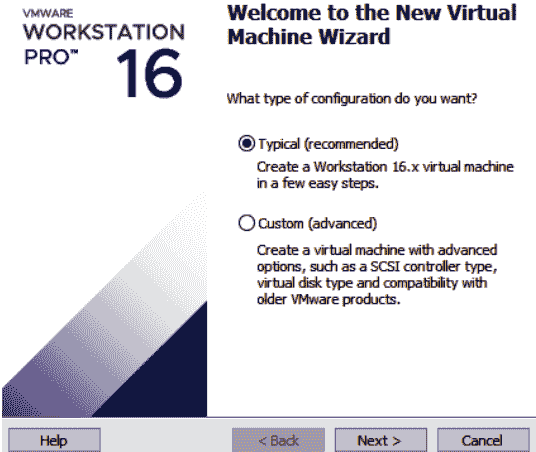 VMWARE
WORKSTATION
PRO™ 16
Welcome to the New Virtual
Machine Wizard
What type of configuration do you want?
Typical (recommended)
Create a Workstation 16.x virtual machine
in a few easy steps.
Custom (advanced)
Create a virtual machine with advanced
options, such as a SCSI controller type,
virtual disk type and compatibility with
older VMware products.
Help < Back Next > Cancel